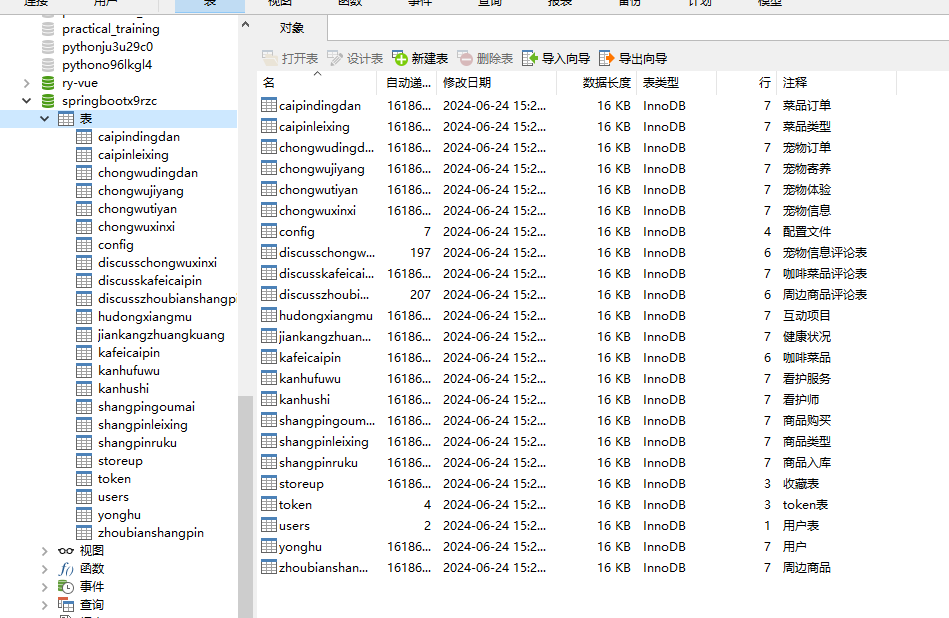 连接 用户 表 视图 函数 事件 查询 报表 备份 计划 模型
practical_training
pythonju3u29c0
pythono96lkgl4
ry-vue
springbootx9rzc
表
caipindingdan
caipinleixing
chongwudingdan
chongwujiyang
chongwutiyan
chongwuxinxi
config
discusschongwuxinxi
discusskafeicaipin
discusszhoubianshangpi
hudongxiangmu
jiankangzhuangkuang
kafeicaipin
kanhufuwu
kanhushi
shangpingoumai
shangpinleixing
shangpinruku
storeup
token
users
yonghu
zhoubianshangpin
视图
函数
事件
查询
对象
打开表 设计表 新建表 删除表 导入向导 导出向导
名 自动递... 修改日期 数据长度 表类型 行 注释
caipindingdan 16186... 2024-06-24 15:2... 16 KB InnoDB 7 菜品订单
caipinleixing 16186... 2024-06-24 15:2... 16 KB InnoDB 7 菜品类型
chongwudingd... 16186... 2024-06-24 15:2... 16 KB InnoDB 7 宠物订单
chongwujiyang 16186... 2024-06-24 15:2... 16 KB InnoDB 7 宠物寄养
chongwutiyan 16186... 2024-06-24 15:2... 16 KB InnoDB 7 宠物体验
chongwuxinxi 16186... 2024-06-24 15:2... 16 KB InnoDB 7 宠物信息
config 7 2024-06-24 15:2... 16 KB InnoDB 4 配置文件
discusschongw... 197 2024-06-24 15:2... 16 KB InnoDB 6 宠物信息评论表
discusskafeicai... 16186... 2024-06-24 15:2... 16 KB InnoDB 7 咖啡菜品评论表
discusszhoubi... 207 2024-06-24 15:2... 16 KB InnoDB 6 周边商品评论表
hudongxiangmu 16186... 2024-06-24 15:2... 16 KB InnoDB 7 互动项目
jiankangzhuan... 16186... 2024-06-24 15:2... 16 KB InnoDB 7 健康状况
kafeicaipin 16186... 2024-06-24 15:2... 16 KB InnoDB 6 咖啡菜品
kanhufuwu 16186... 2024-06-24 15:2... 16 KB InnoDB 7 看护服务
kanhushi 16186... 2024-06-24 15:2... 16 KB InnoDB 7 看护师
shangpingoum... 16186... 2024-06-24 15:2... 16 KB InnoDB 7 商品购买
shangpinleixing 16186... 2024-06-24 15:2... 16 KB InnoDB 7 商品类型
shangpinruku 16186... 2024-06-24 15:2... 16 KB InnoDB 7 商品入库
storeup 16186... 2024-06-24 15:2... 16 KB InnoDB 3 收藏表
token 4 2024-06-24 15:2... 16 KB InnoDB 3 token表
users 2 2024-06-24 15:2... 16 KB InnoDB 1 用户表
yonghu 16186... 2024-06-24 15:2... 16 KB InnoDB 7 用户
zhoubianshan... 16186... 2024-06-24 15:2... 16 KB InnoDB 7 周边商品